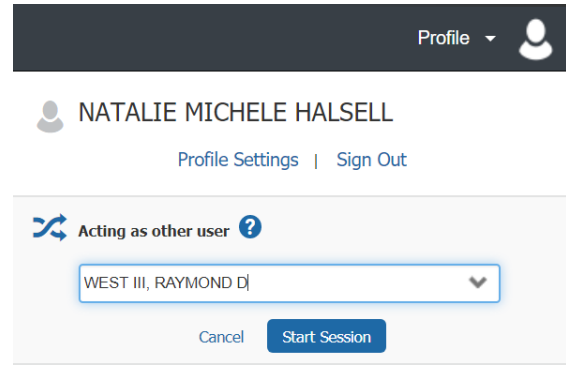 Profile
NATALIE MICHELE HALSELL
Profile Settings | Sign Out
Acting as other user ?
WEST III, RAYMOND D
Cancel Start Session